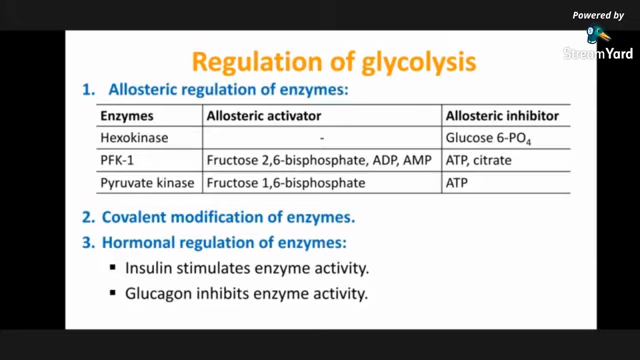 Powered by
StreamYard
Regulation of glycolysis
1. Allosteric regulation of enzymes:
Enzymes Allosteric activator Allosteric inhibitor
Hexokinase - Glucose 6-PO₄
PFK-1 Fructose 2,6-bisphosphate, ADP, AMP ATP, citrate
Pyruvate kinase Fructose 1,6-bisphosphate ATP
2. Covalent modification of enzymes.
3. Hormonal regulation of enzymes:
▪ Insulin stimulates enzyme activity.
▪ Glucagon inhibits enzyme activity.